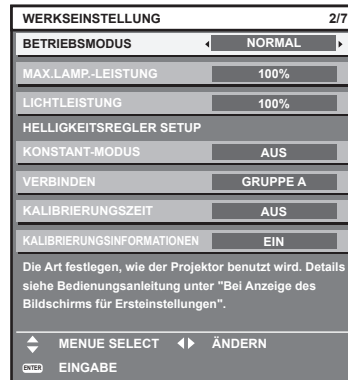 WERKSEINSTELLUNG 2/7
BETRIEBSMODUS NORMAL
MAX.LAMP.-LEISTUNG 100%
LICHTLEISTUNG 100%
HELLIGKEITSREGLER SETUP
KONSTANT-MODUS AUS
VERBINDEN GRUPPE A
KALIBRIERUNGSZEIT AUS
KALIBRIERUNGSINFORMATIONEN EIN
Die Art festlegen, wie der Projektor benutzt wird. Details
siehe Bedienungsanleitung unter "Bei Anzeige des
Bildschirms für Ersteinstellungen".
MENUE SELECT ÄNDERN
ENTER EINGABE